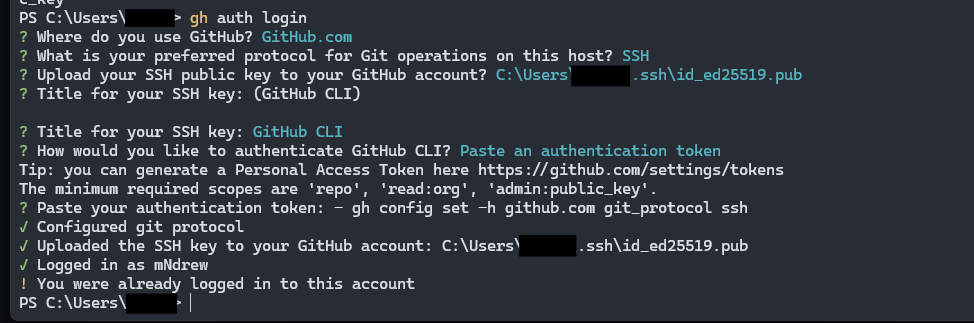 PS C:\Users\ > gh auth login
? Where do you use GitHub? GitHub.com
? What is your preferred protocol for Git operations on this host? SSH
? Upload your SSH public key to your GitHub account? C:\Users\ .ssh\id_ed25519.pub
? Title for your SSH key: (GitHub CLI)
? Title for your SSH key: GitHub CLI
? How would you like to authenticate GitHub CLI? Paste an authentication token
Tip: you can generate a Personal Access Token here https://github.com/settings/tokens
The minimum required scopes are 'repo', 'read:org', 'admin:public_key'.
? Paste your authentication token: - gh config set -h github.com git_protocol ssh
✓ Configured git protocol
✓ Uploaded the SSH key to your GitHub account: C:\Users\ .ssh\id_ed25519.pub
✓ Logged in as mNdrew
! You were already logged in to this account
PS C:\Users\ >